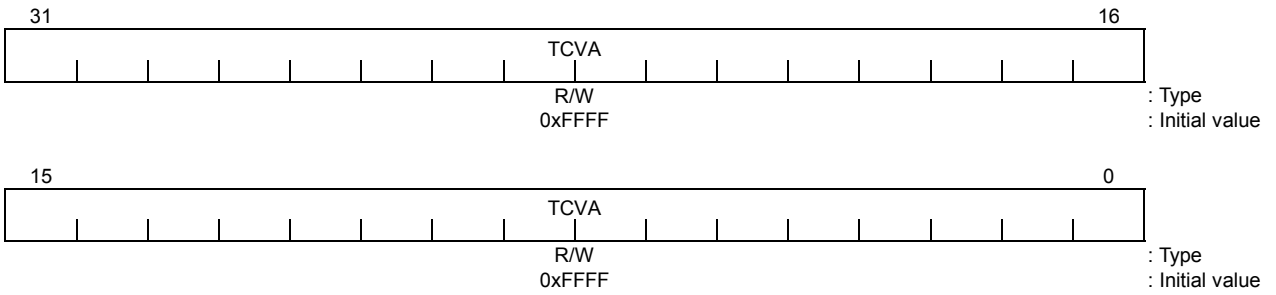 31 16
TCVA
R/W : Type
0xFFFF : Initial value
15 0
TCVA
R/W : Type
0xFFFF : Initial value